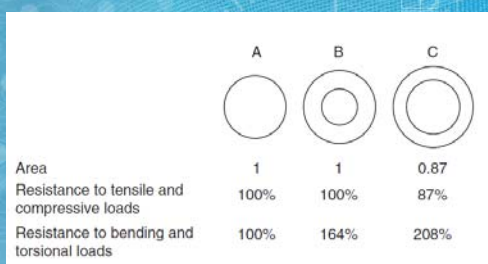 A B C
Area 1 1 0.87
Resistance to tensile and
compressive loads 100% 100% 87%
Resistance to bending and
torsional loads 100% 164% 208%